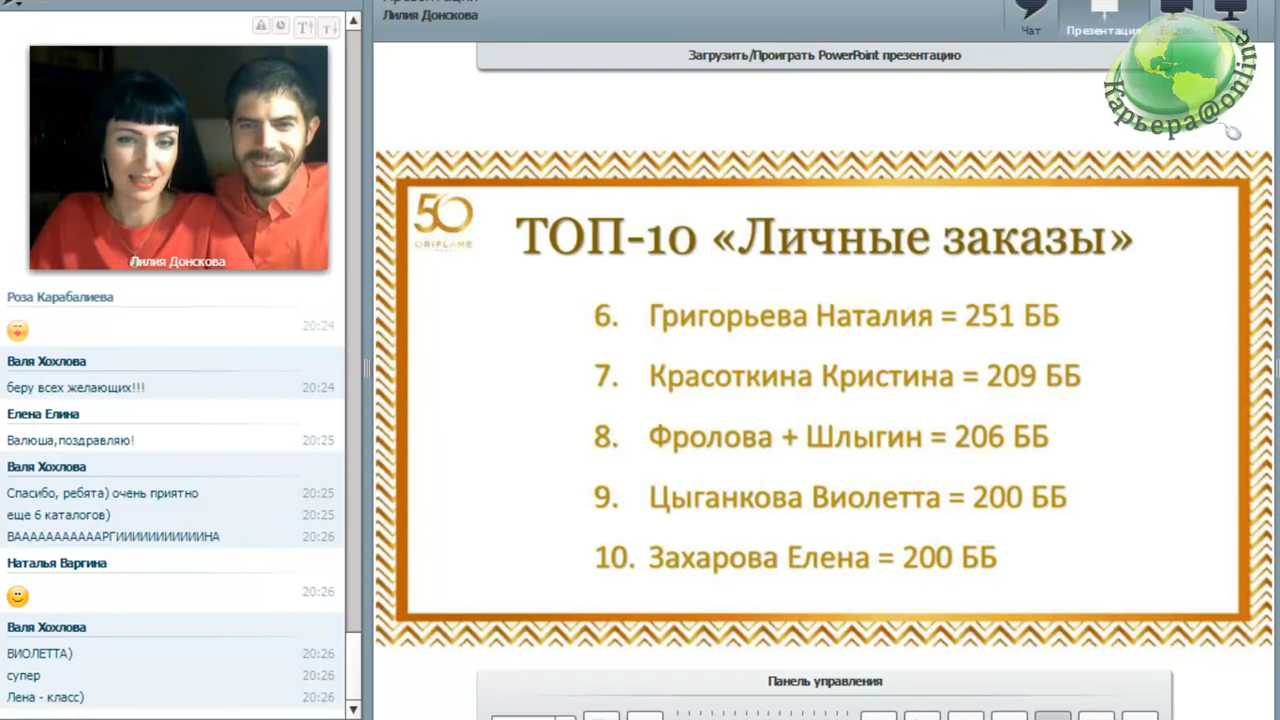 Презентации
Лилия Донскова
Чат
Презентация
Загрузить/Проиграть PowerPoint презентацию
Карьера@online
Лилия Донскова
Роза Карабалиева
20:24
Валя Хохлова
беру всех желающих!!! 20:24
Елена Елина
Валюша,поздравляю! 20:25
Валя Хохлова
Спасибо, ребята) очень приятно 20:25
еще 6 каталогов) 20:25
ВАААААААААААРГИИИИИИИИИИНА 20:26
Наталья Варгина
20:26
Валя Хохлова
ВИОЛЕТТА) 20:26
супер 20:26
Лена - класс) 20:26
50
ORIFLAME
ТОП-10 «Личные заказы»
6. Григорьева Наталия = 251 ББ
7. Красоткина Кристина = 209 ББ
8. Фролова + Шлыгин = 206 ББ
9. Цыганкова Виолетта = 200 ББ
10. Захарова Елена = 200 ББ
Панель управления